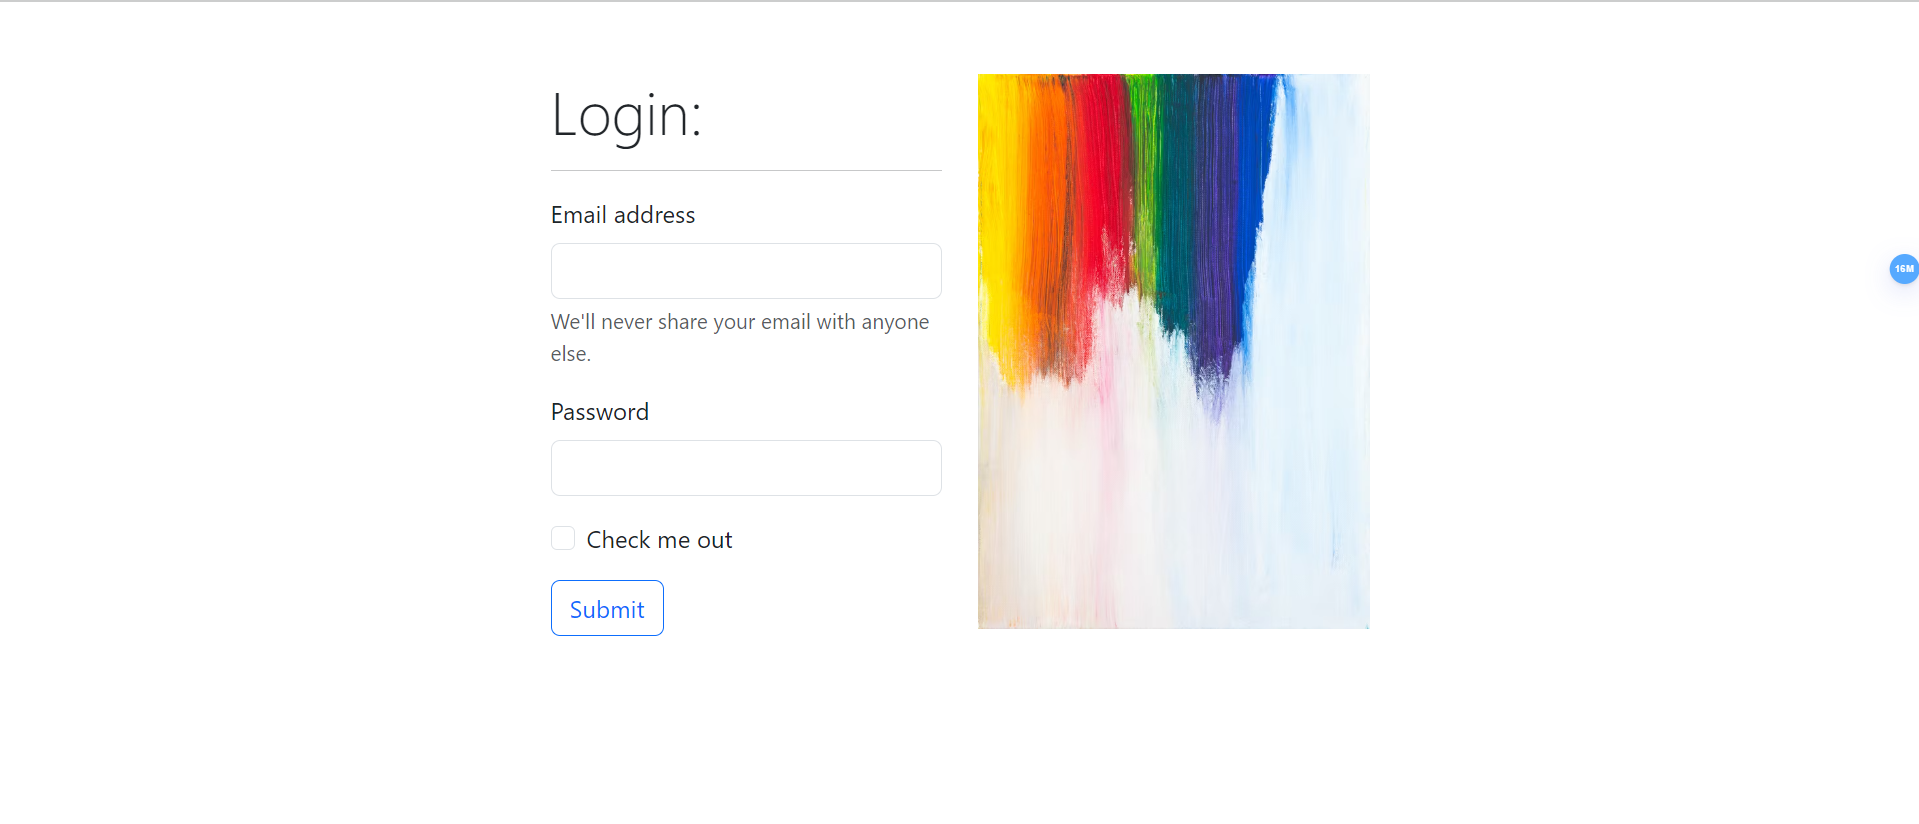 Login:
Email address
We'll never share your email with anyone
else.
Password
Check me out
Submit
16M